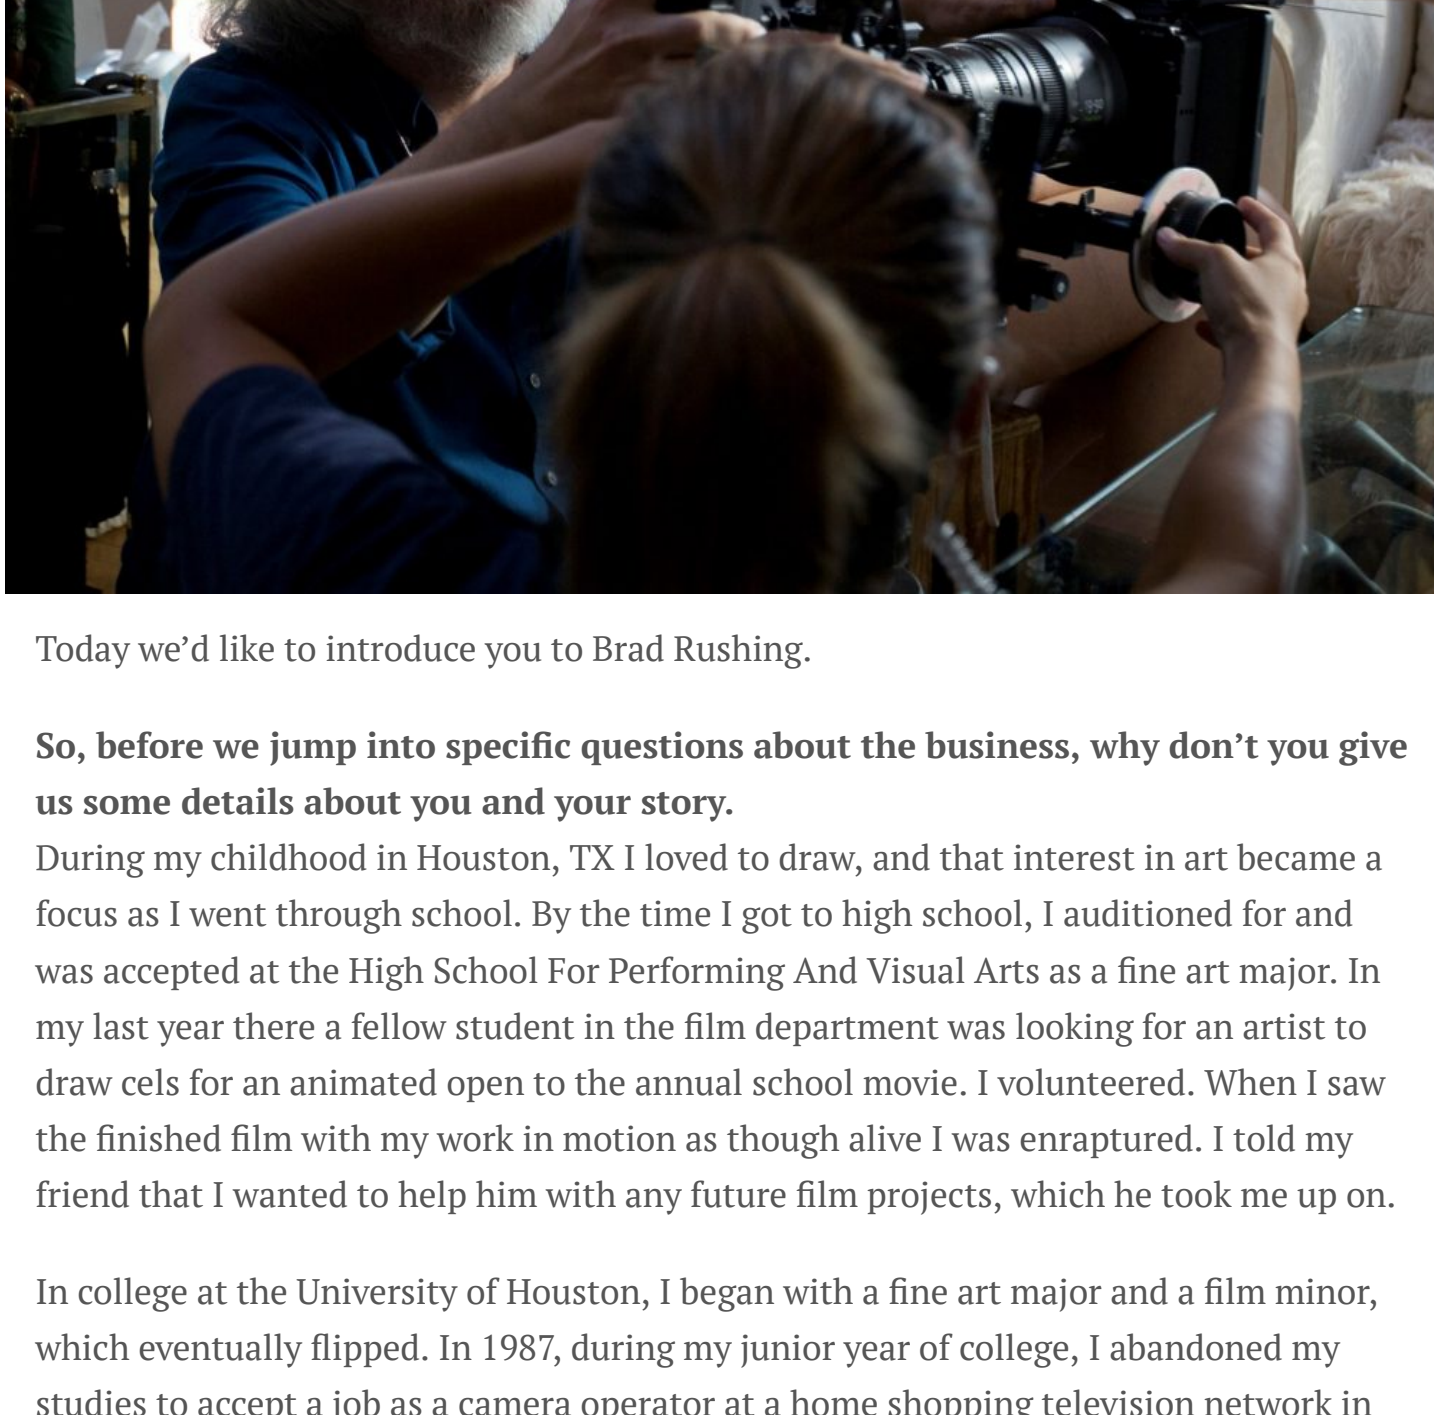 Today we’d like to introduce you to Brad Rushing.
So, before we jump into specific questions about the business, why don’t you give
us some details about you and your story.
During my childhood in Houston, TX I loved to draw, and that interest in art became a
focus as I went through school. By the time I got to high school, I auditioned for and
was accepted at the High School For Performing And Visual Arts as a fine art major. In
my last year there a fellow student in the film department was looking for an artist to
draw cels for an animated open to the annual school movie. I volunteered. When I saw
the finished film with my work in motion as though alive I was enraptured. I told my
friend that I wanted to help him with any future film projects, which he took me up on.
In college at the University of Houston, I began with a fine art major and a film minor,
which eventually flipped. In 1987, during my junior year of college, I abandoned my
studies to accept a job as a camera operator at a home shopping television network in